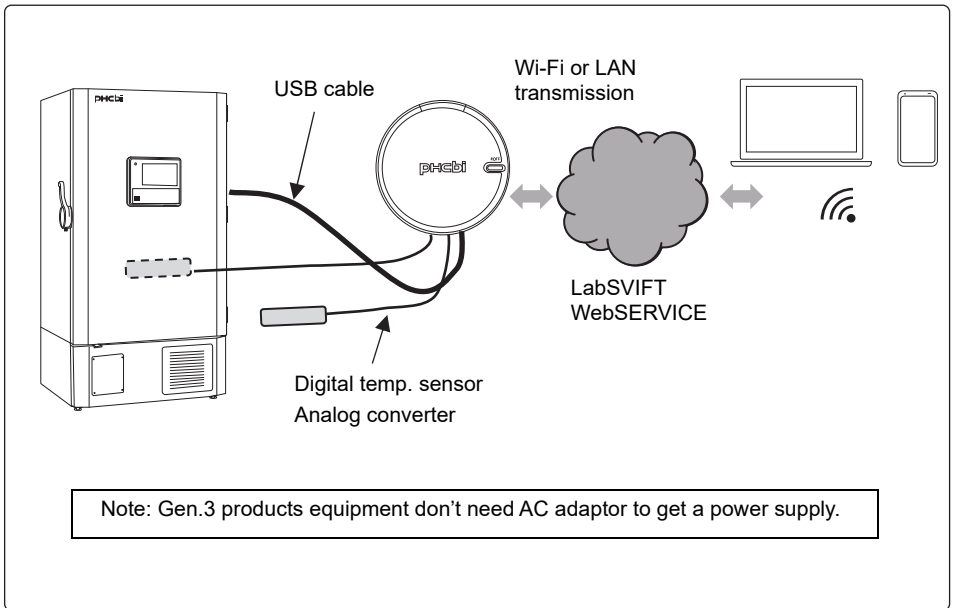 PHCbi
USB cable
Wi-Fi or LAN
transmission
PHCbi
LabSVIFT
WebSERVICE
Digital temp. sensor
Analog converter
Note: Gen.3 products equipment don’t need AC adaptor to get a power supply.